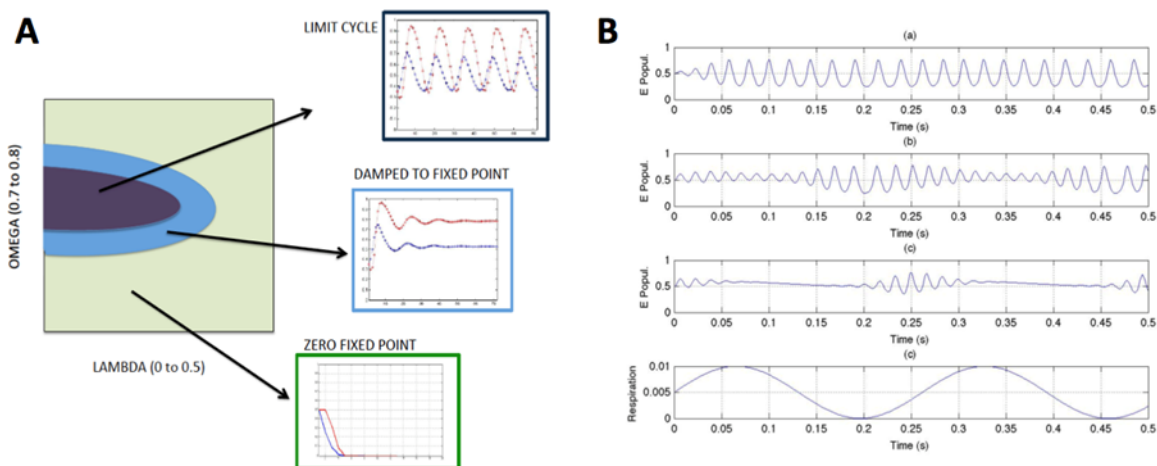 A
LIMIT CYCLE
OMEGA (0.7 to 0.8)
DAMPED TO FIXED POINT
ZERO FIXED POINT
LAMBDA (0 to 0.5)
B
(a)
E Popul.
1
0.5
0
0 0.05 0.1 0.15 0.2 0.25 0.3 0.35 0.4 0.45 0.5
Time (s)
(b)
E Popul.
1
0.5
0
0 0.05 0.1 0.15 0.2 0.25 0.3 0.35 0.4 0.45 0.5
Time (s)
(c)
E Popul.
1
0.5
0
0 0.05 0.1 0.15 0.2 0.25 0.3 0.35 0.4 0.45 0.5
Time (s)
(c)
Respiration
0.01
0.005
0
0 0.05 0.1 0.15 0.2 0.25 0.3 0.35 0.4 0.45 0.5
Time (s)